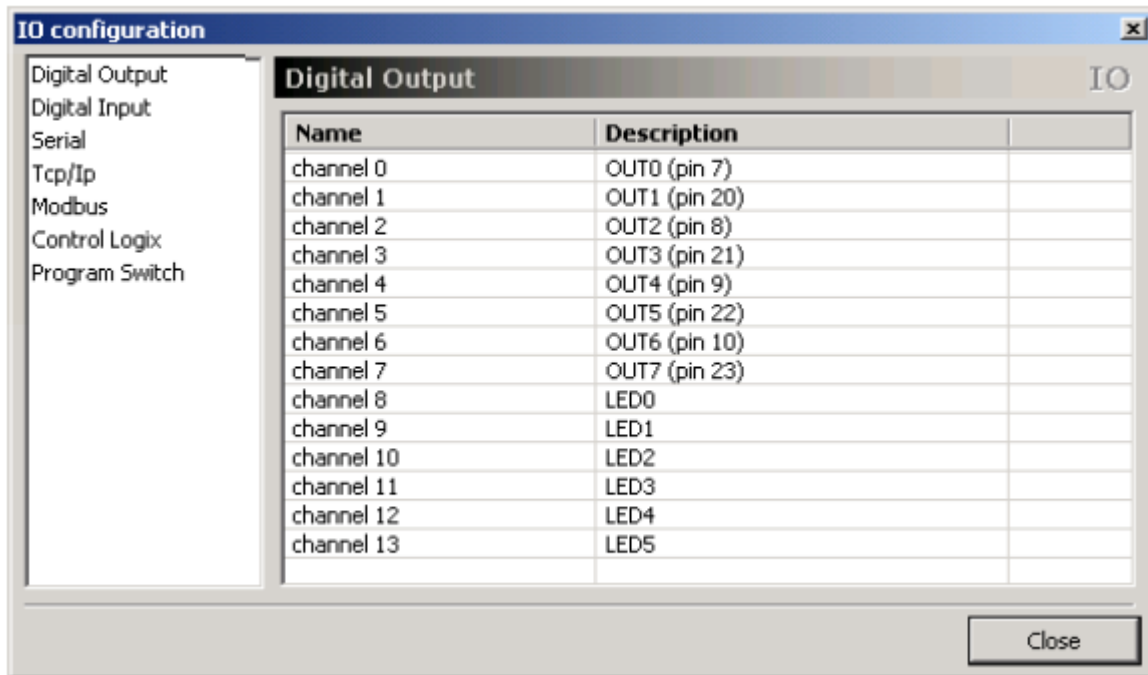 IO configuration
Digital Output
Digital Input
Serial
Tcp/Ip
Modbus
Control Logix
Program Switch
Digital Output IO
Name Description
channel 0 OUT0 (pin 7)
channel 1 OUT1 (pin 20)
channel 2 OUT2 (pin 8)
channel 3 OUT3 (pin 21)
channel 4 OUT4 (pin 9)
channel 5 OUT5 (pin 22)
channel 6 OUT6 (pin 10)
channel 7 OUT7 (pin 23)
channel 8 LED0
channel 9 LED1
channel 10 LED2
channel 11 LED3
channel 12 LED4
channel 13 LED5
Close